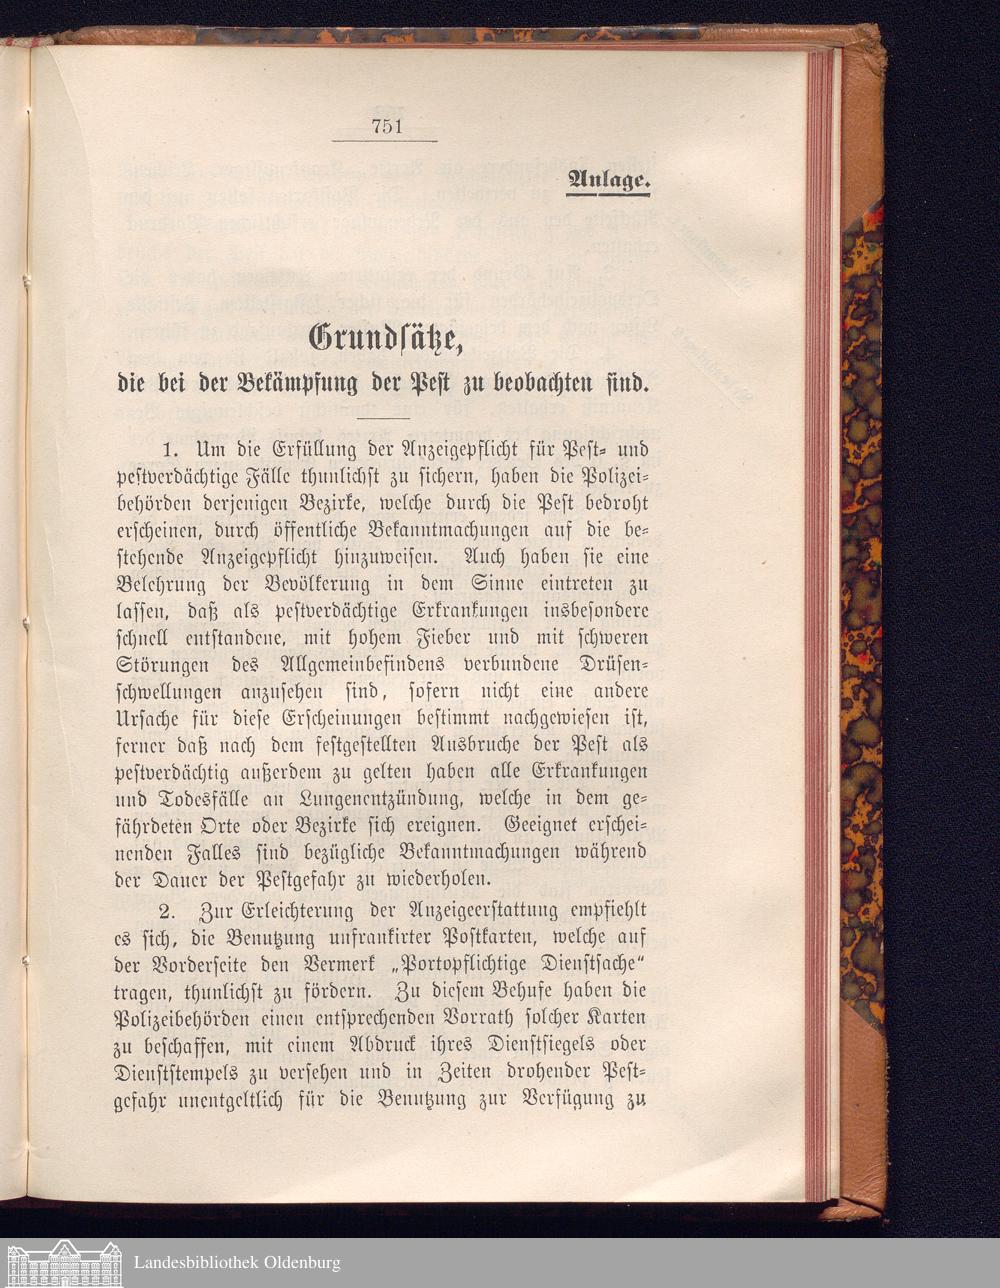 751
Anlage.
Grundsätze,
die bei der Bekämpfung der Pest zu beobachten sind.
1. Um die Erfüllung der Anzeigepflicht für Pest- und
pestverdächtige Fälle thunlichst zu sichern, haben die Polizei-
behörden derjenigen Bezirke, welche durch die Pest bedroht
erscheinen, durch öffentliche Bekanntmachungen auf die be-
stehende Anzeigepflicht hinzuweisen. Auch haben sie eine
Belehrung der Bevölkerung in dem Sinne eintreten zu
lassen, daß als pestverdächtige Erkrankungen insbesondere
schnell entstandene, mit hohem Fieber und mit schweren
Störungen des Allgemeinbefindens verbundene Drüsen-
schwellungen anzusehen sind, sofern nicht eine andere
Ursache für diese Erscheinungen bestimmt nachgewiesen ist,
ferner daß nach dem festgestellten Ausbruche der Pest als
pestverdächtig außerdem zu gelten haben alle Erkrankungen
und Todesfälle an Lungenentzündung, welche in dem ge-
fährdeten Orte oder Bezirke sich ereignen. Geeignet erschei-
nenden Falles sind bezügliche Bekanntmachungen während
der Dauer der Pestgefahr zu wiederholen.
2. Zur Erleichterung der Anzeigeerstattung empfiehlt
es sich, die Benutzung unfrankirter Postkarten, welche auf
der Vorderseite den Vermerk „Portopflichtige Dienstsache“
tragen, thunlichst zu fördern. Zu diesem Behufe haben die
Polizeibehörden einen entsprechenden Vorrath solcher Karten
zu beschaffen, mit einem Abdruck ihres Dienstsiegels oder
Dienststempels zu versehen und in Zeiten drohender Pest-
gefahr unentgeltlich für die Benutzung zur Verfügung zu
Landesbibliothek Oldenburg